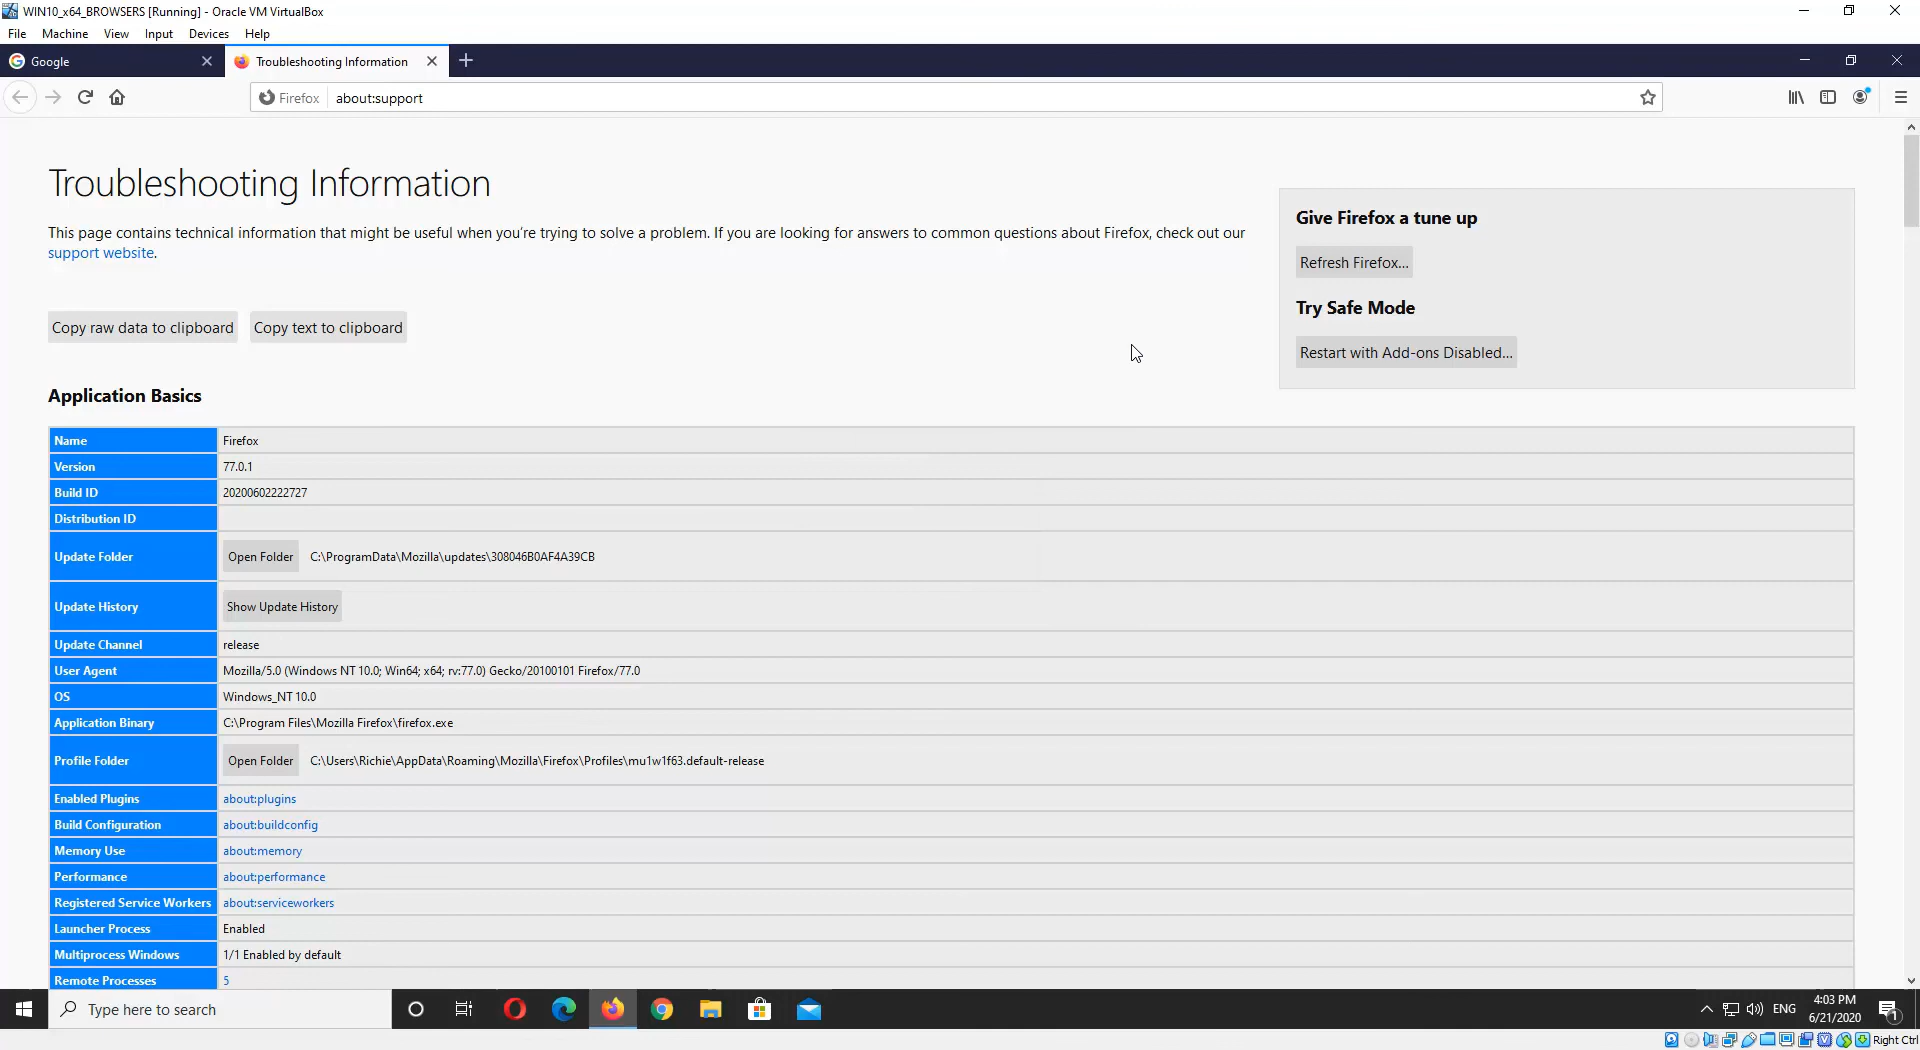 WIN10_x64_BROWSERS [Running] - Oracle VM VirtualBox
File Machine View Input Devices Help
Google
Troubleshooting Information
Firefox about:support
Troubleshooting Information
This page contains technical information that might be useful when you're trying to solve a problem. If you are looking for answers to common questions about Firefox, check out our
support website.
Give Firefox a tune up
Refresh Firefox...
Try Safe Mode
Restart with Add-ons Disabled...
Copy raw data to clipboard Copy text to clipboard
Application Basics
Name Firefox
Version 77.0.1
Build ID 20200602222727
Distribution ID
Update Folder Open Folder C:\ProgramData\Mozilla\updates\308046B0AF4A39CB
Update History Show Update History
Update Channel release
User Agent Mozilla/5.0 (Windows NT 10.0; Win64; x64; rv:77.0) Gecko/20100101 Firefox/77.0
OS Windows_NT 10.0
Application Binary C:\Program Files\Mozilla Firefox\firefox.exe
Profile Folder Open Folder C:\Users\Richie\AppData\Roaming\Mozilla\Firefox\Profiles\mu1w1f63.default-release
Enabled Plugins about:plugins
Build Configuration about:buildconfig
Memory Use about:memory
Performance about:performance
Registered Service Workers about:serviceworkers
Launcher Process Enabled
Multiprocess Windows 1/1 Enabled by default
Remote Processes 5
Type here to search
ENG
4:03 PM
6/21/2020
1
Right Ctrl